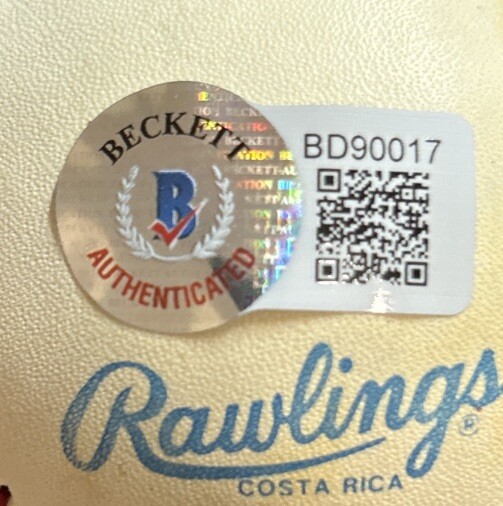 BECKETT
B
AUTHENTICATED
BD90017
Rawlings®
COSTA RICA